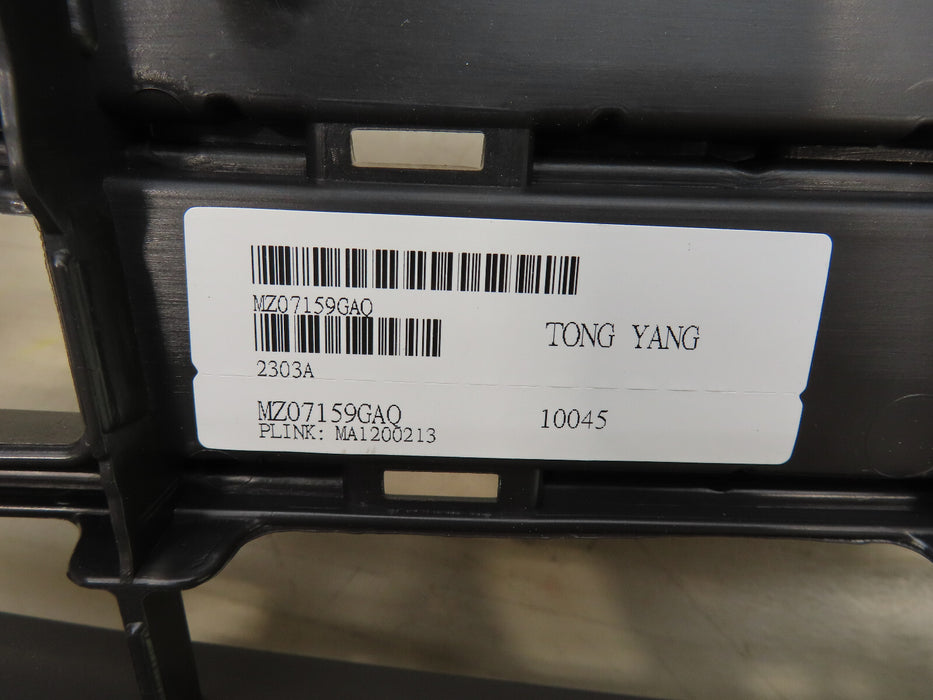 MZ07159GAQ
TONG YANG
2303A
MZ07159GAQ 10045
PLINK: MA1200213